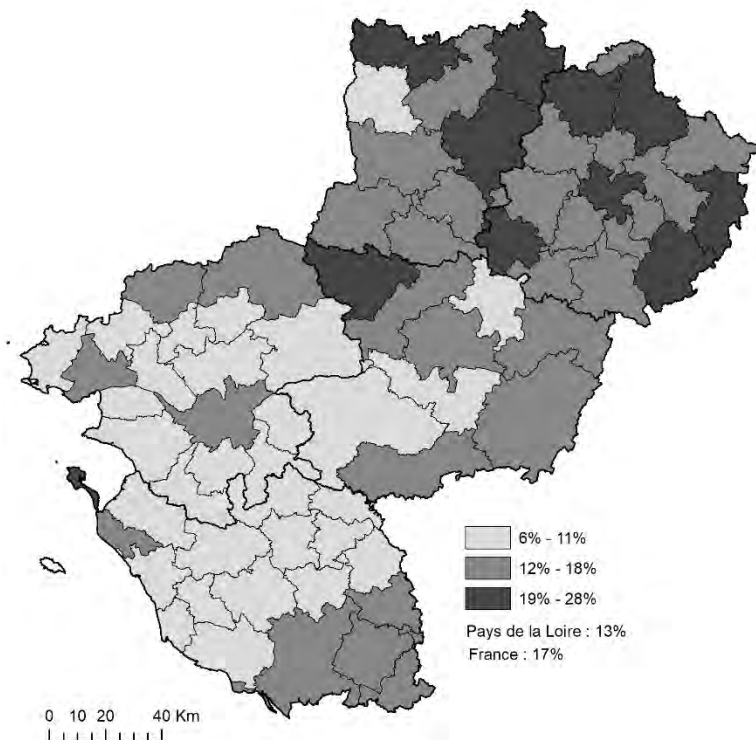 6% - 11%
12% - 18%
19% - 28%
Pays de la Loire : 13%
France : 17%
0 10 20 40 Km